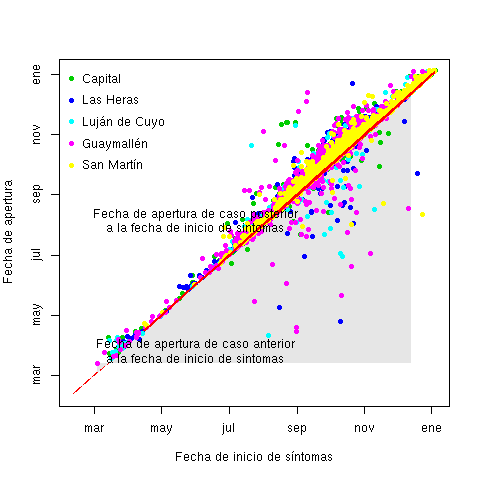 Capital
Las Heras
Luján de Cuyo
Guaymallén
San Martín
Fecha de apertura de caso posterior
a la fecha de inicio de sintomas
Fecha de apertura de caso anterior
a la fecha de inicio de sintomas
Fecha de apertura
mar
may
jul
sep
nov
ene
mar
may
jul
sep
nov
ene
Fecha de inicio de síntomas